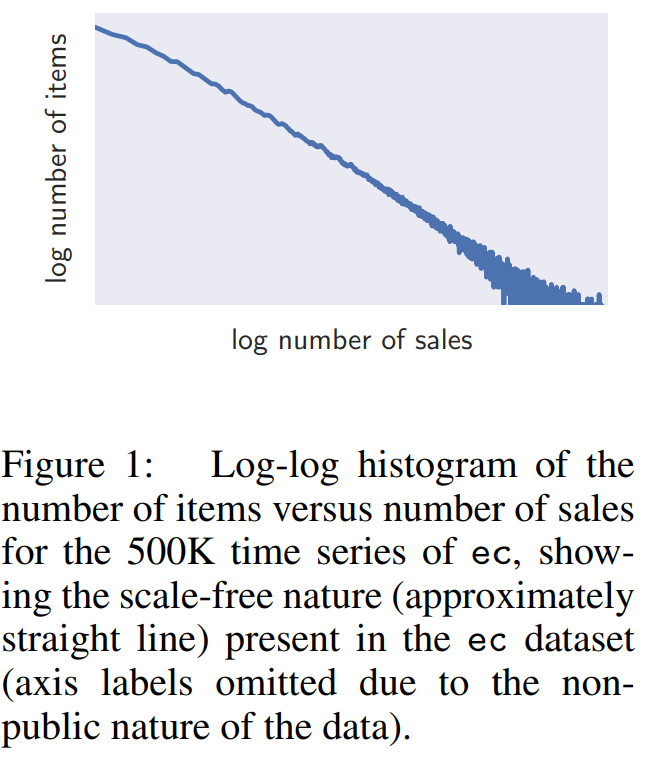 log number of items
log number of sales
Figure 1: Log-log histogram of the
number of items versus number of sales
for the 500K time series of ec, show-
ing the scale-free nature (approximately
straight line) present in the ec dataset
(axis labels omitted due to the non-
public nature of the data).